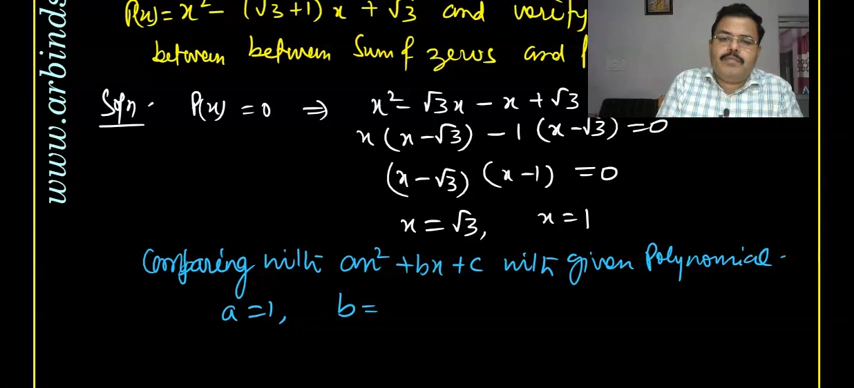 P(x) = x² - (√3+1) x + √3 and verify
between between Sum of zeros and
www.arbinds
Solⁿ. P(x) = 0 ⇒ x² - √3x - x + √3
x (x-√3) - 1 (x-√3) = 0
(x-√3) (x-1) = 0
x = √3, x = 1
Comparing with ax² + bx + c with given Polynomial.
a = 1, b =